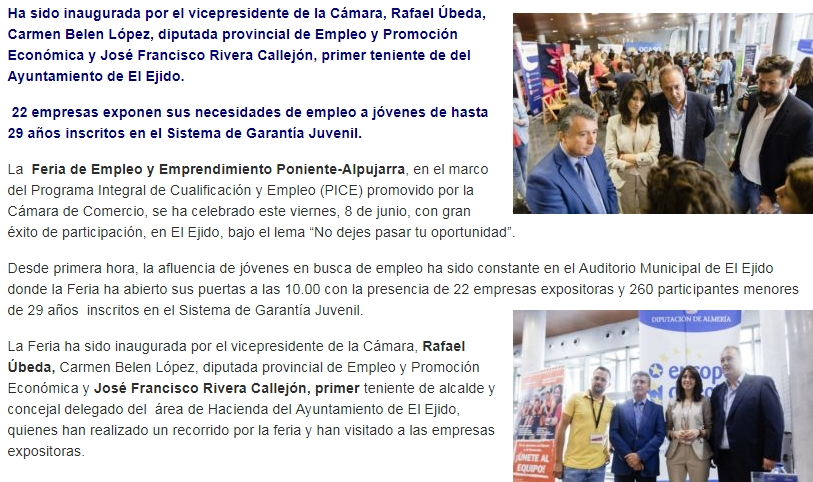 Ha sido inaugurada por el vicepresidente de la Cámara, Rafael Úbeda,
Carmen Belen López, diputada provincial de Empleo y Promoción
Económica y José Francisco Rivera Callejón, primer teniente de del
Ayuntamiento de El Ejido.
22 empresas exponen sus necesidades de empleo a jóvenes de hasta
29 años inscritos en el Sistema de Garantía Juvenil.
La Feria de Empleo y Emprendimiento Poniente-Alpujarra, en el marco
del Programa Integral de Cualificación y Empleo (PICE) promovido por la
Cámara de Comercio, se ha celebrado este viernes, 8 de junio, con gran
éxito de participación, en El Ejido, bajo el lema “No dejes pasar tu oportunidad”.
Desde primera hora, la afluencia de jóvenes en busca de empleo ha sido constante en el Auditorio Municipal de El Ejido
donde la Feria ha abierto sus puertas a las 10.00 con la presencia de 22 empresas expositoras y 260 participantes menores
de 29 años inscritos en el Sistema de Garantía Juvenil.
La Feria ha sido inaugurada por el vicepresidente de la Cámara, Rafael
Úbeda, Carmen Belen López, diputada provincial de Empleo y Promoción
Económica y José Francisco Rivera Callejón, primer teniente de alcalde y
concejal delegado del área de Hacienda del Ayuntamiento de El Ejido,
quienes han realizado un recorrido por la feria y han visitado a las empresas
expositoras.
DIPUTACIÓN DE ALMERÍA
europ
¡ÚNETE AL
EQUIPO!